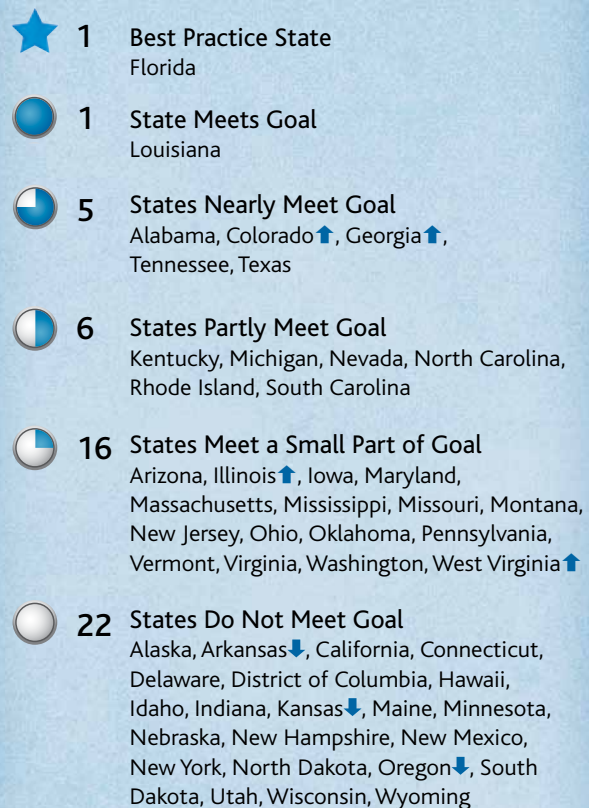 1 Best Practice State
Florida
1 State Meets Goal
Louisiana
5 States Nearly Meet Goal
Alabama, Colorado⬆, Georgia⬆,
Tennessee, Texas
6 States Partly Meet Goal
Kentucky, Michigan, Nevada, North Carolina,
Rhode Island, South Carolina
16 States Meet a Small Part of Goal
Arizona, Illinois⬆, Iowa, Maryland,
Massachusetts, Mississippi, Missouri, Montana,
New Jersey, Ohio, Oklahoma, Pennsylvania,
Vermont, Virginia, Washington, West Virginia⬆
22 States Do Not Meet Goal
Alaska, Arkansas⬇, California, Connecticut,
Delaware, District of Columbia, Hawaii,
Idaho, Indiana, Kansas⬇, Maine, Minnesota,
Nebraska, New Hampshire, New Mexico,
New York, North Dakota, Oregon⬇, South
Dakota, Utah, Wisconsin, Wyoming